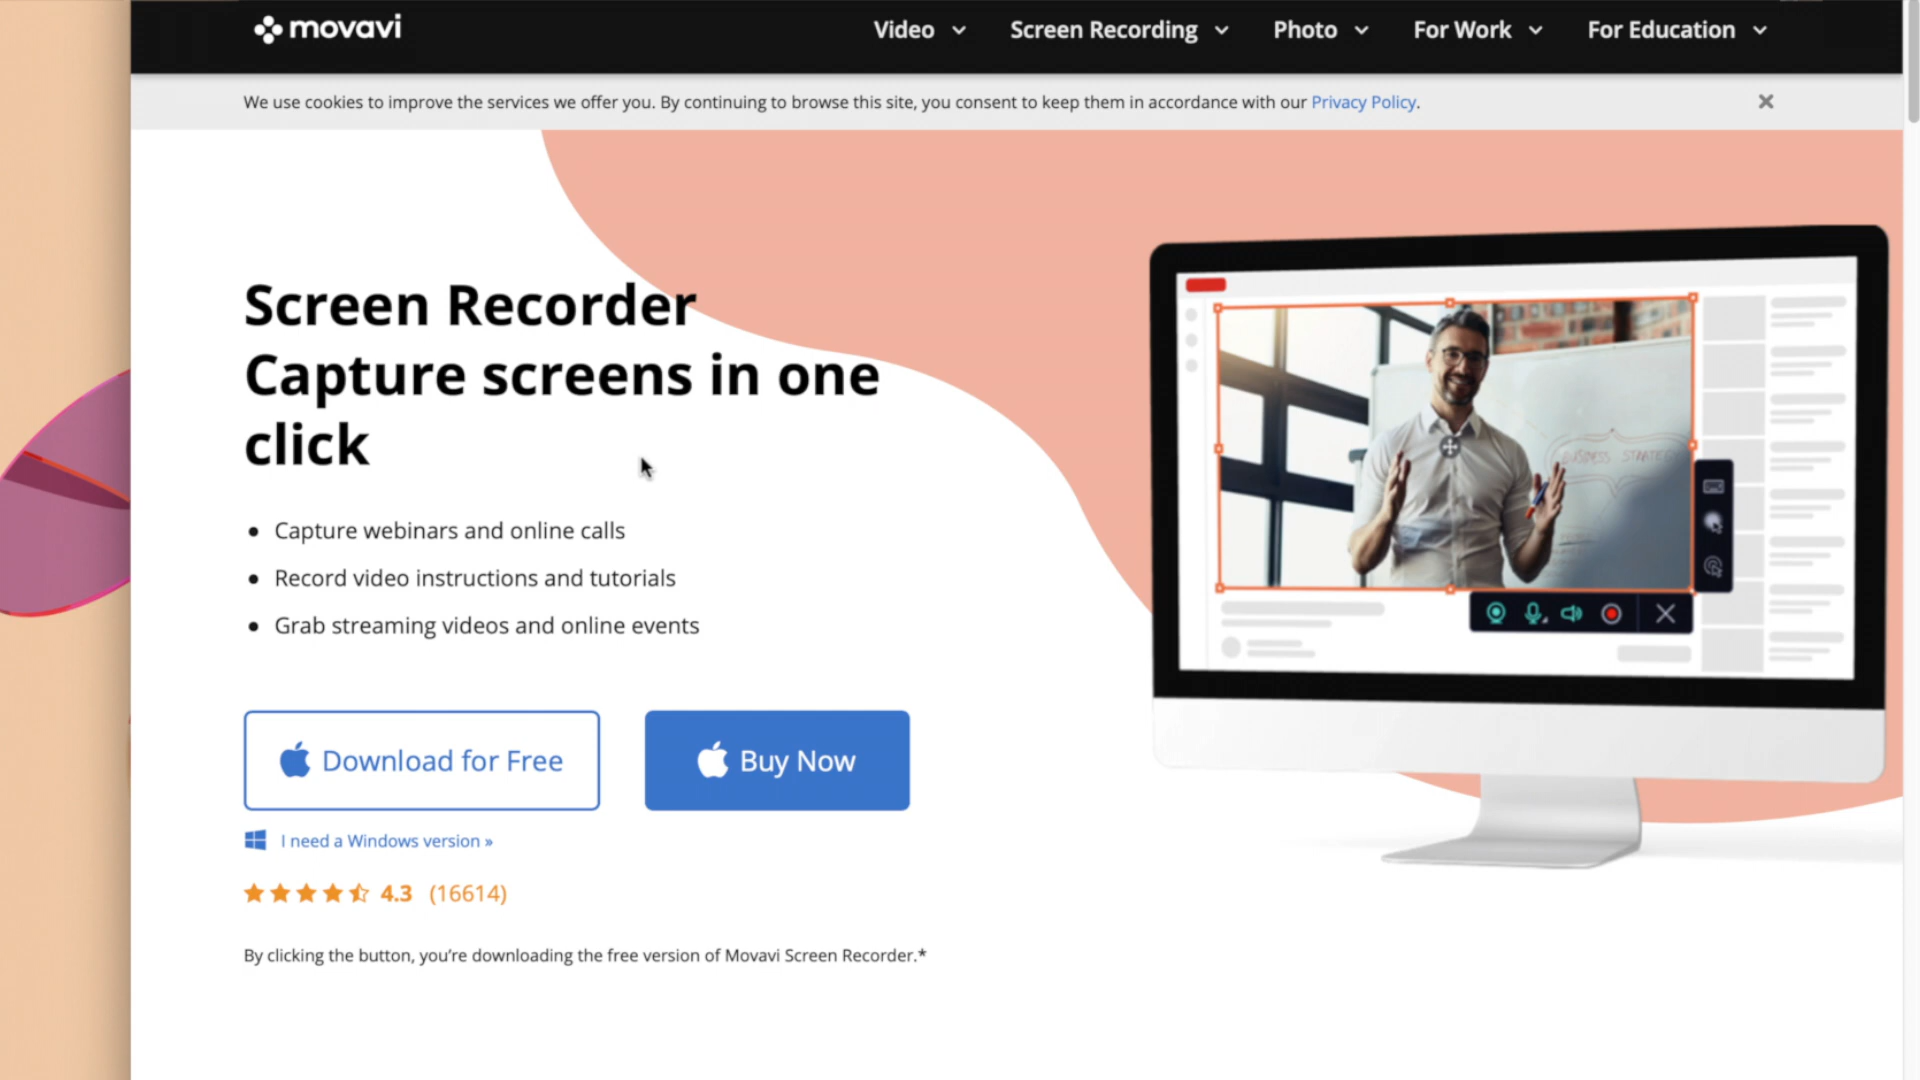 movavi
Video
Screen Recording
Photo
For Work
For Education
We use cookies to improve the services we offer you. By continuing to browse this site, you consent to keep them in accordance with our Privacy Policy.
Screen Recorder
Capture screens in one
click
BUSINESS STRATEGY
• Capture webinars and online calls
• Record video instructions and tutorials
• Grab streaming videos and online events
Download for Free
Buy Now
I need a Windows version »
4.3 (16614)
By clicking the button, you’re downloading the free version of Movavi Screen Recorder.*